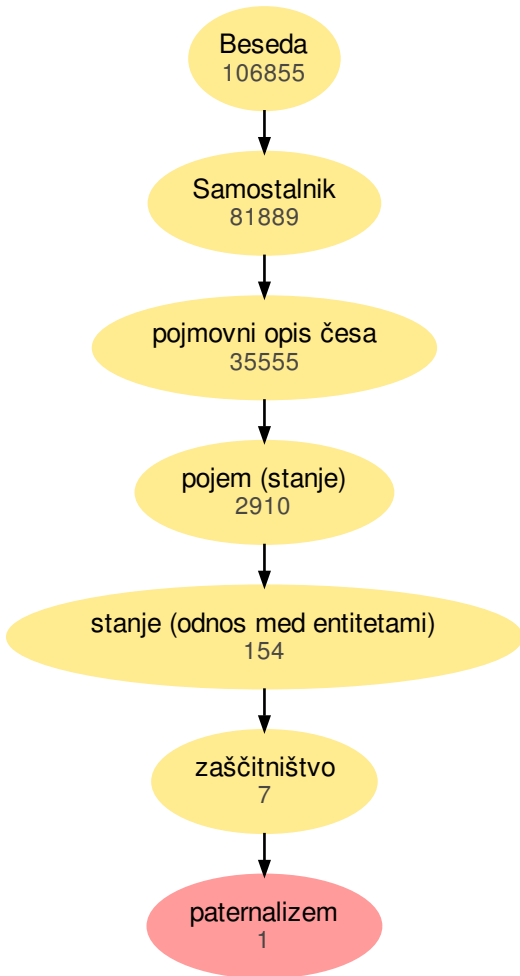 Beseda
106855
Samostalnik
81889
pojmovni opis česa
35555
pojem (stanje)
2910
stanje (odnos med entitetami)
154
zaščitništvo
7
paternalizem
1